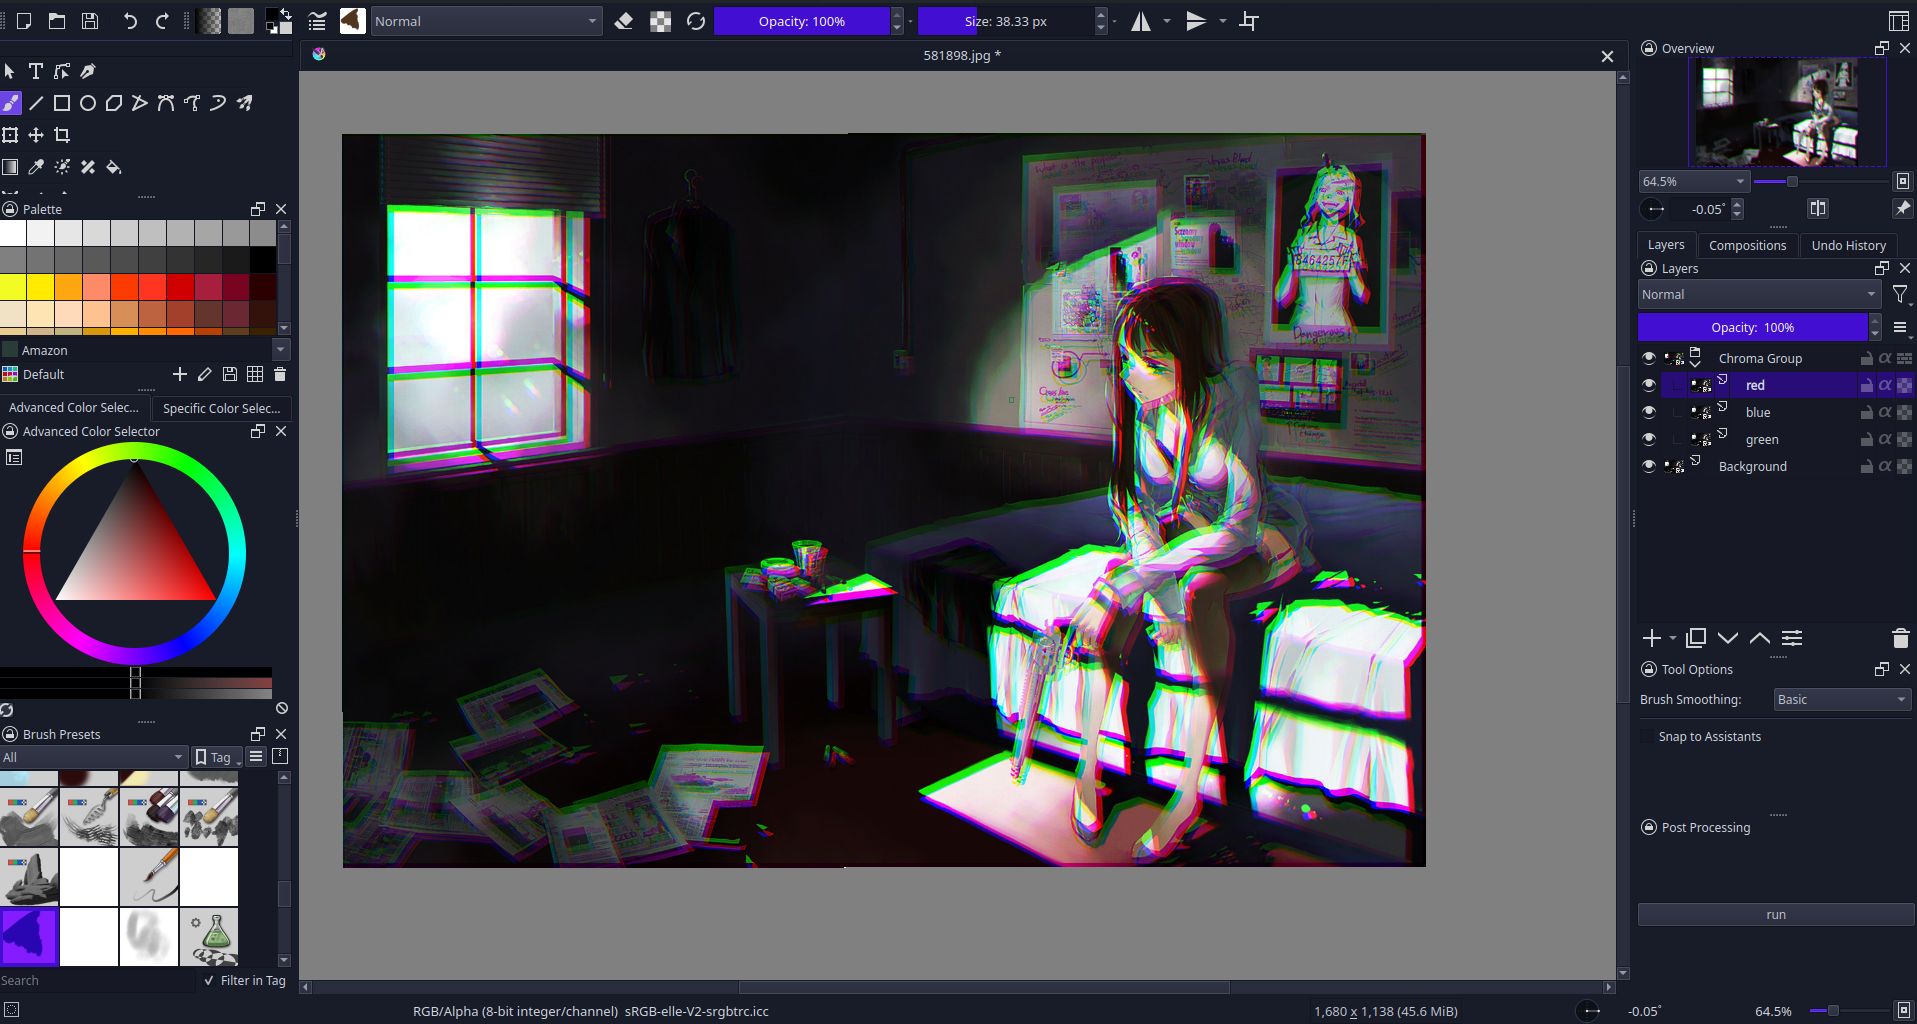 Normal
Opacity: 100%
Size: 38.33 px
581898.jpg *
Overview
64.5%
-0.05°
Palette
Layers
Compositions
Undo History
Layers
Normal
Opacity: 100%
Amazon
Default
Chroma Group
red
blue
green
Background
Advanced Color Selec...
Specific Color Selec...
Advanced Color Selector
B464257F
Dangerous!
Tool Options
Brush Smoothing:
Basic
Snap to Assistants
Brush Presets
All
Tag
Post Processing
run
Search
Filter in Tag
RGB/Alpha (8-bit integer/channel) sRGB-elle-V2-srgbtrc.icc
1,680 x 1,138 (45.6 MiB)
-0.05°
64.5%